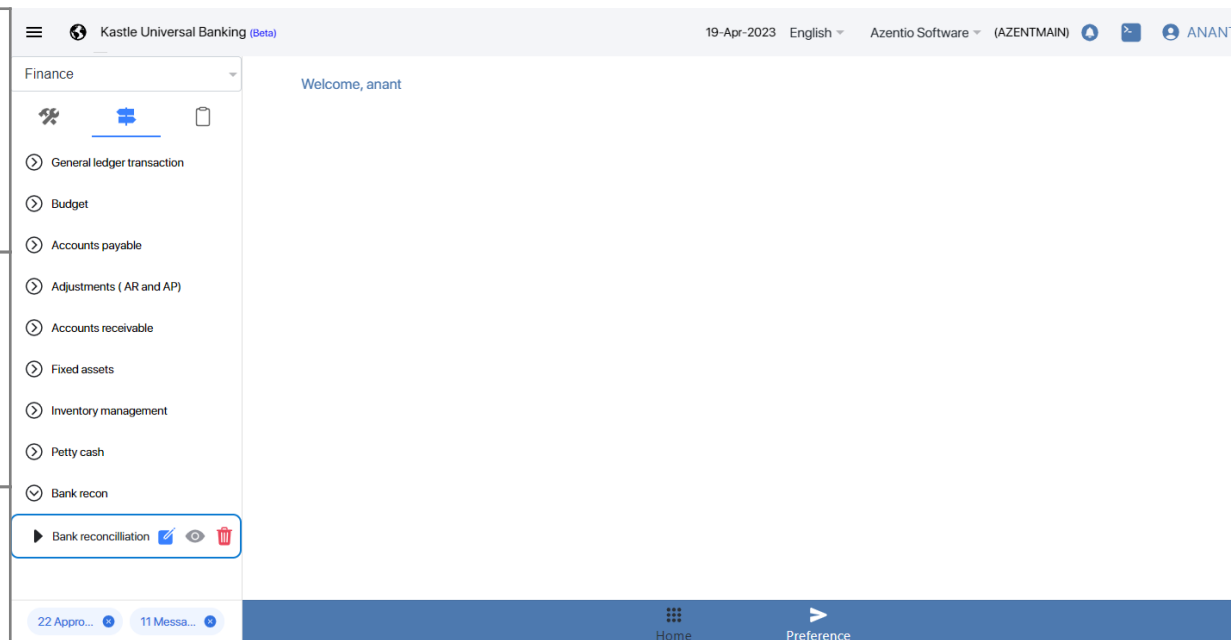 Kastle Universal Banking (Beta)
19-Apr-2023 English Azentio Software (AZENTMAIN) ANANT
Finance
Welcome, anant
General ledger transaction
Budget
Accounts payable
Adjustments ( AR and AP)
Accounts receivable
Fixed assets
Inventory management
Petty cash
Bank recon
Bank reconcilliation
22 Appro... 11 Messa...
Home
Preference